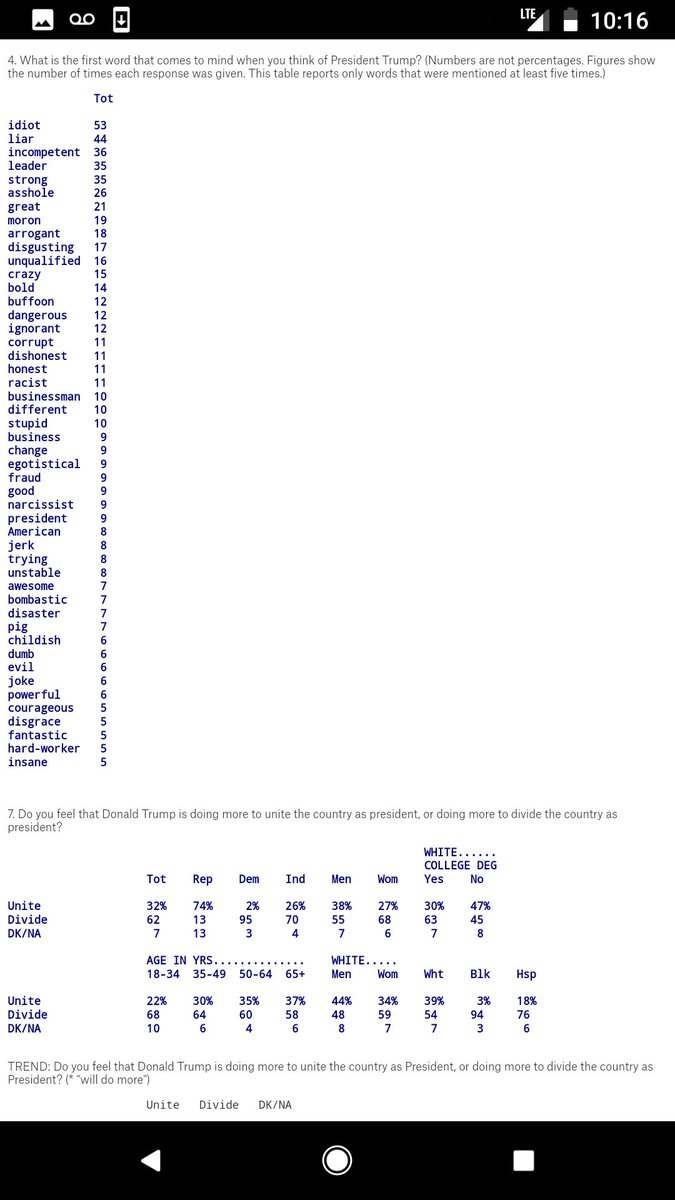 LTE 10:16
4. What is the first word that comes to mind when you think of President Trump? (Numbers are not percentages. Figures show
the number of times each response was given. This table reports only words that were mentioned at least five times.)
Tot
idiot 53
liar 44
incompetent 36
leader 35
strong 35
asshole 26
great 21
moron 19
arrogant 18
disgusting 17
unqualified 16
crazy 15
bold 14
buffoon 12
dangerous 12
ignorant 12
corrupt 11
dishonest 11
honest 11
racist 11
businessman 10
different 10
stupid 10
business 9
change 9
egotistical 9
fraud 9
good 9
narcissist 9
president 9
American 8
jerk 8
trying 8
unstable 8
awesome 7
bombastic 7
disaster 7
pig 7
childish 6
dumb 6
evil 6
joke 6
powerful 6
courageous 5
disgrace 5
fantastic 5
hard-worker 5
insane 5
7. Do you feel that Donald Trump is doing more to unite the country as president, or doing more to divide the country as
president?
WHITE......
COLLEGE DEG
Tot Rep Dem Ind Men Wom Yes No
Unite 32% 74% 2% 26% 38% 27% 30% 47%
Divide 62 13 95 70 55 68 63 45
DK/NA 7 13 3 4 7 6 7 8
AGE IN YRS.............. WHITE.....
18-34 35-49 50-64 65+ Men Wom Wht Blk Hsp
Unite 22% 30% 35% 37% 44% 34% 39% 3% 18%
Divide 68 64 60 58 48 59 54 94 76
DK/NA 10 6 4 6 8 7 7 3 6
TREND: Do you feel that Donald Trump is doing more to unite the country as President, or doing more to divide the country as
President? (* "will do more")
Unite Divide DK/NA